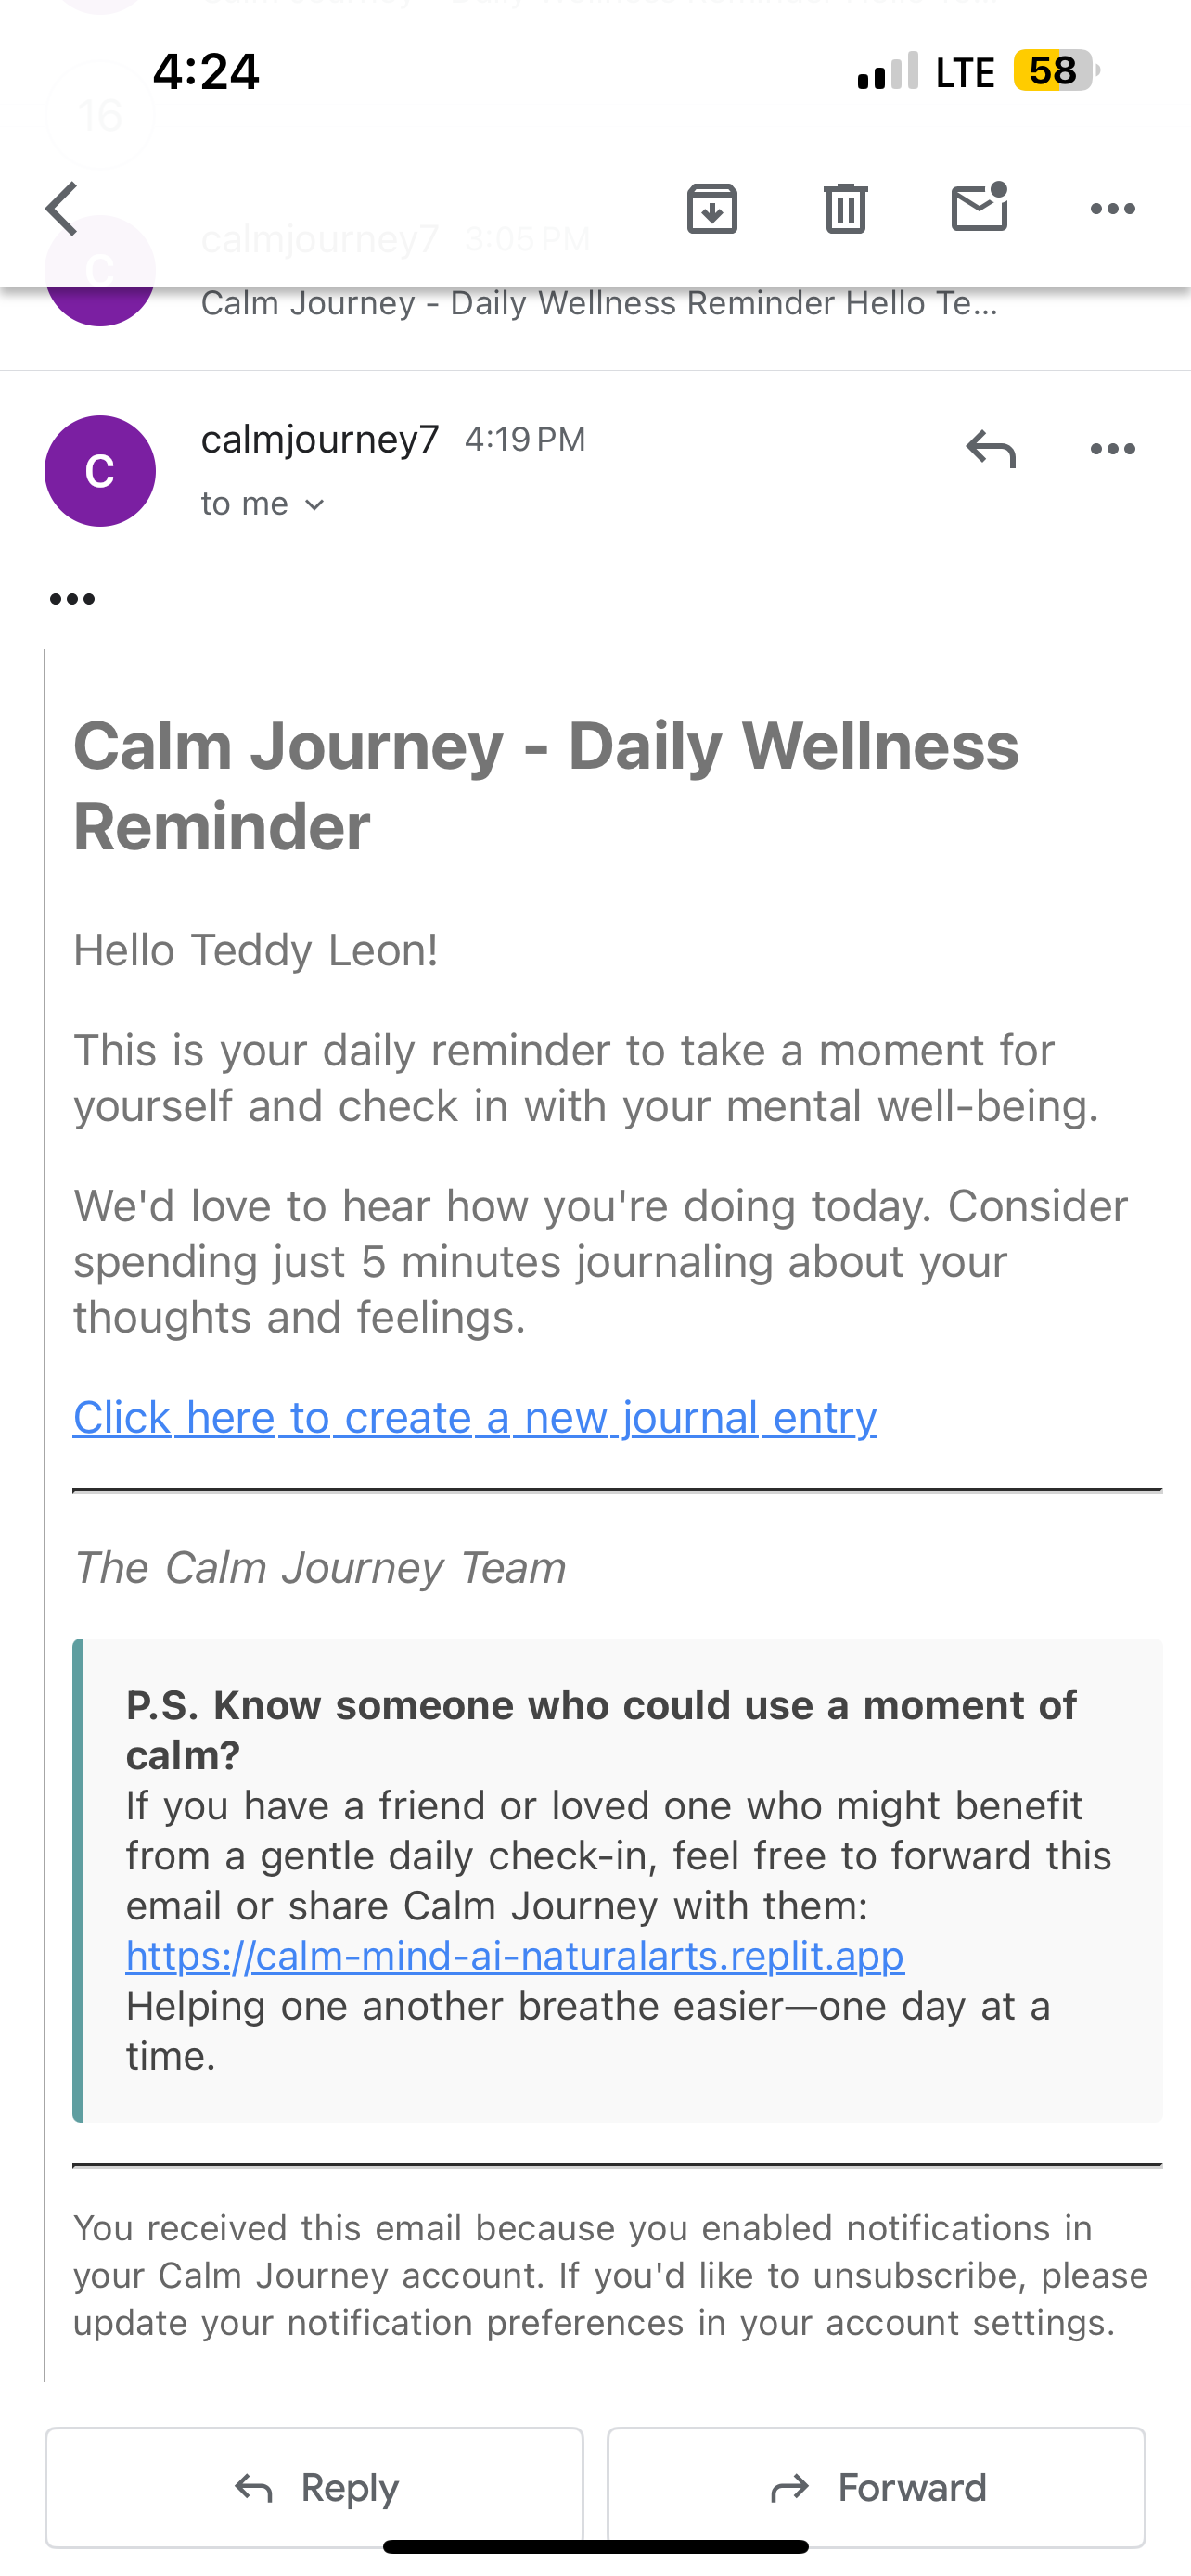 4:24
LTE 58
16
calmjourney7 3:05 PM
C
Calm Journey - Daily Wellness Reminder Hello Te...
calmjourney7 4:19 PM
C
to me
Calm Journey - Daily Wellness
Reminder
Hello Teddy Leon!
This is your daily reminder to take a moment for
yourself and check in with your mental well-being.
We'd love to hear how you're doing today. Consider
spending just 5 minutes journaling about your
thoughts and feelings.
Click here to create a new journal entry
The Calm Journey Team
P.S. Know someone who could use a moment of
calm?
If you have a friend or loved one who might benefit
from a gentle daily check-in, feel free to forward this
email or share Calm Journey with them:
https://calm-mind-ai-naturalarts.replit.app
Helping one another breathe easier—one day at a
time.
You received this email because you enabled notifications in
your Calm Journey account. If you'd like to unsubscribe, please
update your notification preferences in your account settings.
Reply
Forward